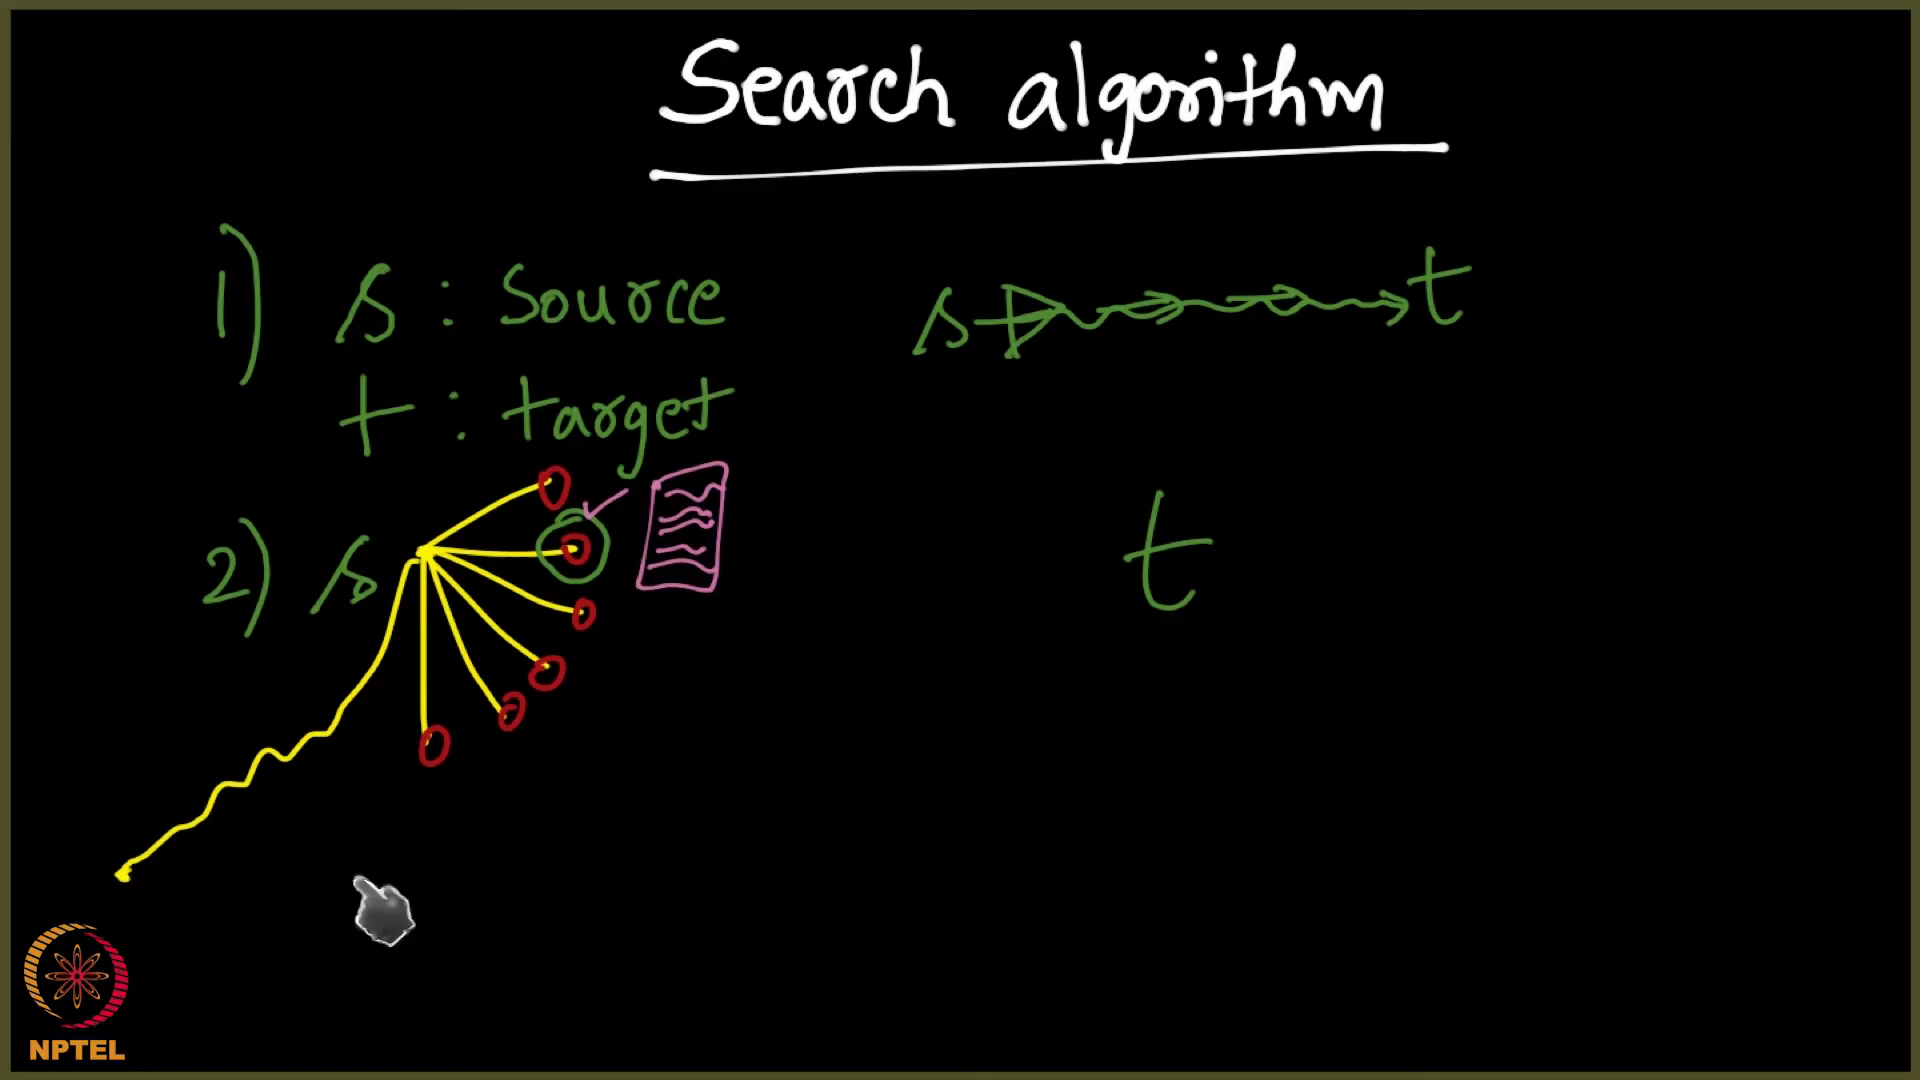 Search algorithm
1) s : Source s t
t : target
2) s t
NPTEL